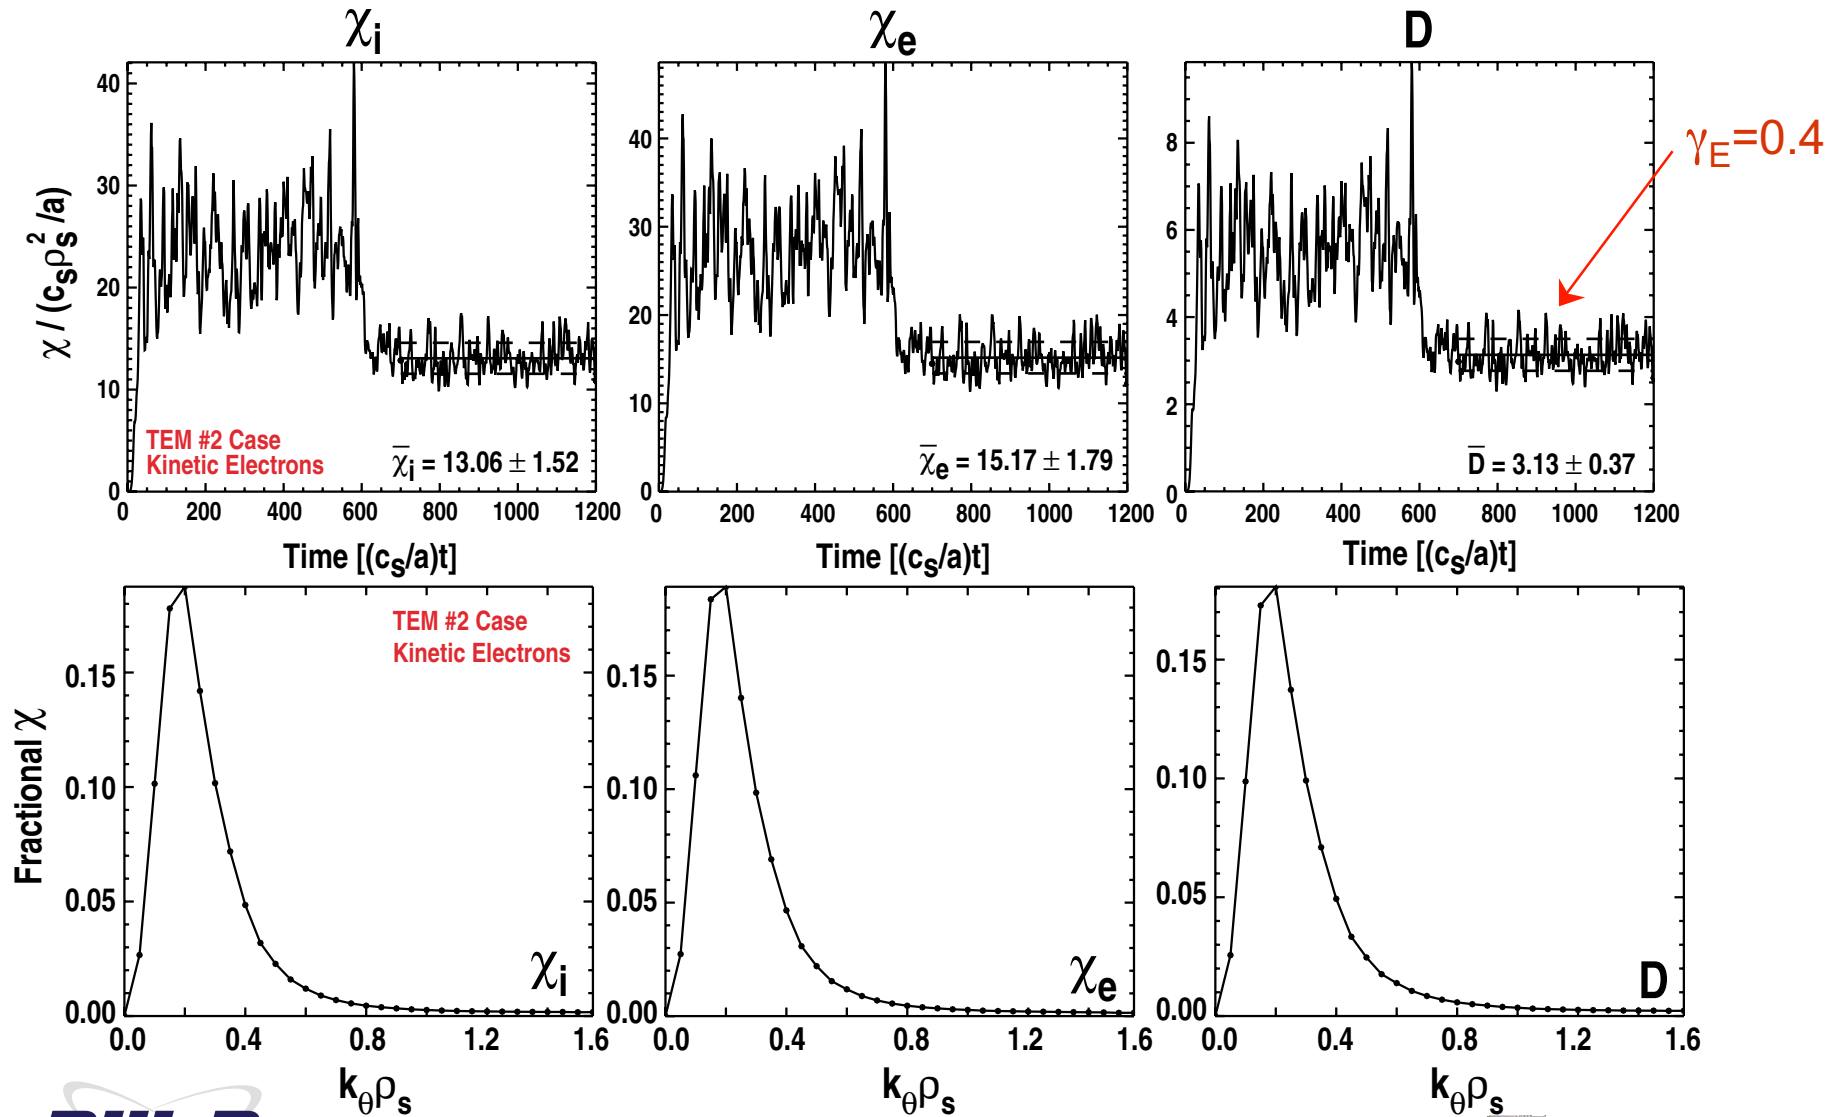 χi
χe
D
χ / (csρs²/a)
40
30
20
10
0
TEM #2 Case
Kinetic Electrons
χ̅i = 13.06 ± 1.52
0 200 400 600 800 1000 1200
Time [(cs/a)t]
40
30
20
10
0
χ̅e = 15.17 ± 1.79
0 200 400 600 800 1000 1200
Time [(cs/a)t]
8
6
4
2
0
D̅ = 3.13 ± 0.37
0 200 400 600 800 1000 1200
Time [(cs/a)t]
γE=0.4
Fractional χ
0.15
0.10
0.05
0.00
TEM #2 Case
Kinetic Electrons
χi
0.0 0.4 0.8 1.2 1.6
kθρs
0.15
0.10
0.05
0.00
χe
0.0 0.4 0.8 1.2 1.6
kθρs
0.15
0.10
0.05
0.00
D
0.0 0.4 0.8 1.2 1.6
kθρs